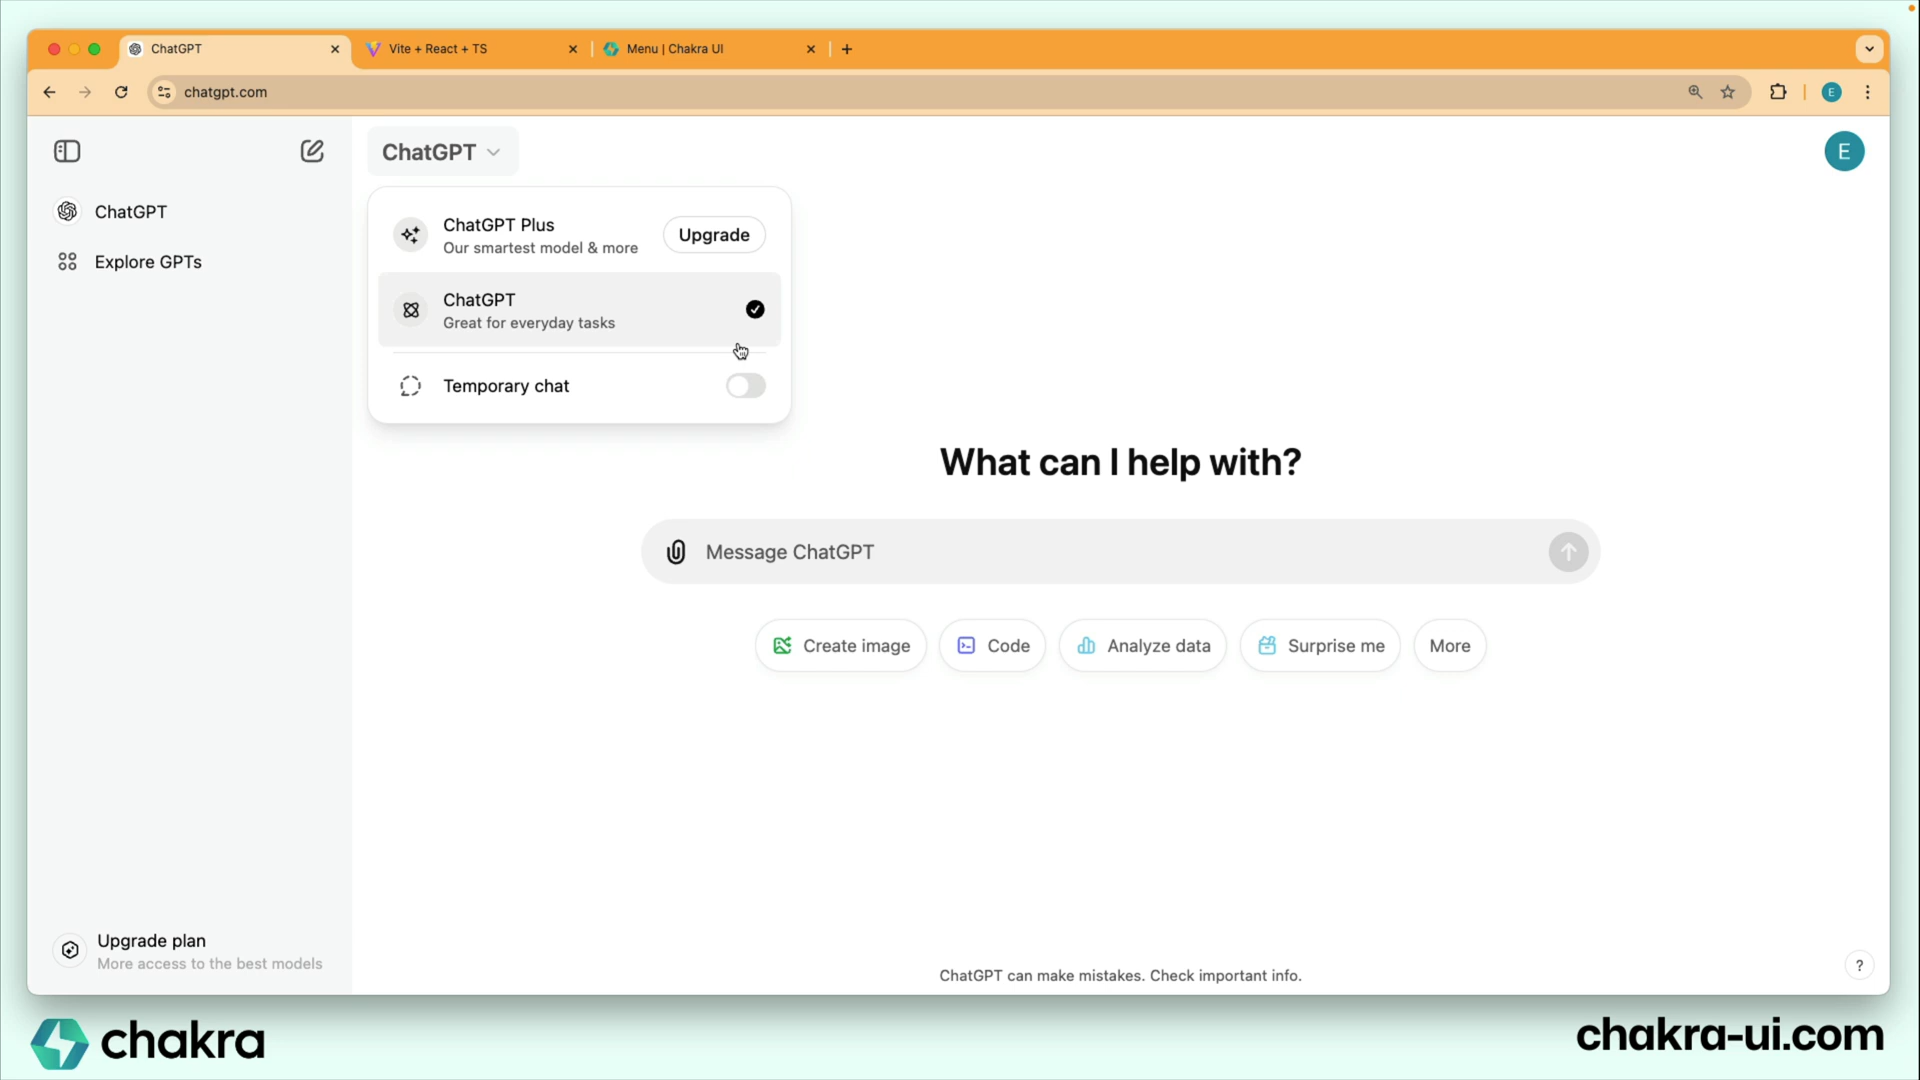 ChatGPT
Vite + React + TS
Menu | Chakra UI
chatgpt.com
E
ChatGPT
E
ChatGPT
Explore GPTs
ChatGPT Plus
Our smartest model & more
Upgrade
ChatGPT
Great for everyday tasks
Temporary chat
What can I help with?
Message ChatGPT
Create image
Code
Analyze data
Surprise me
More
Upgrade plan
More access to the best models
ChatGPT can make mistakes. Check important info.
?
chakra
chakra-ui.com